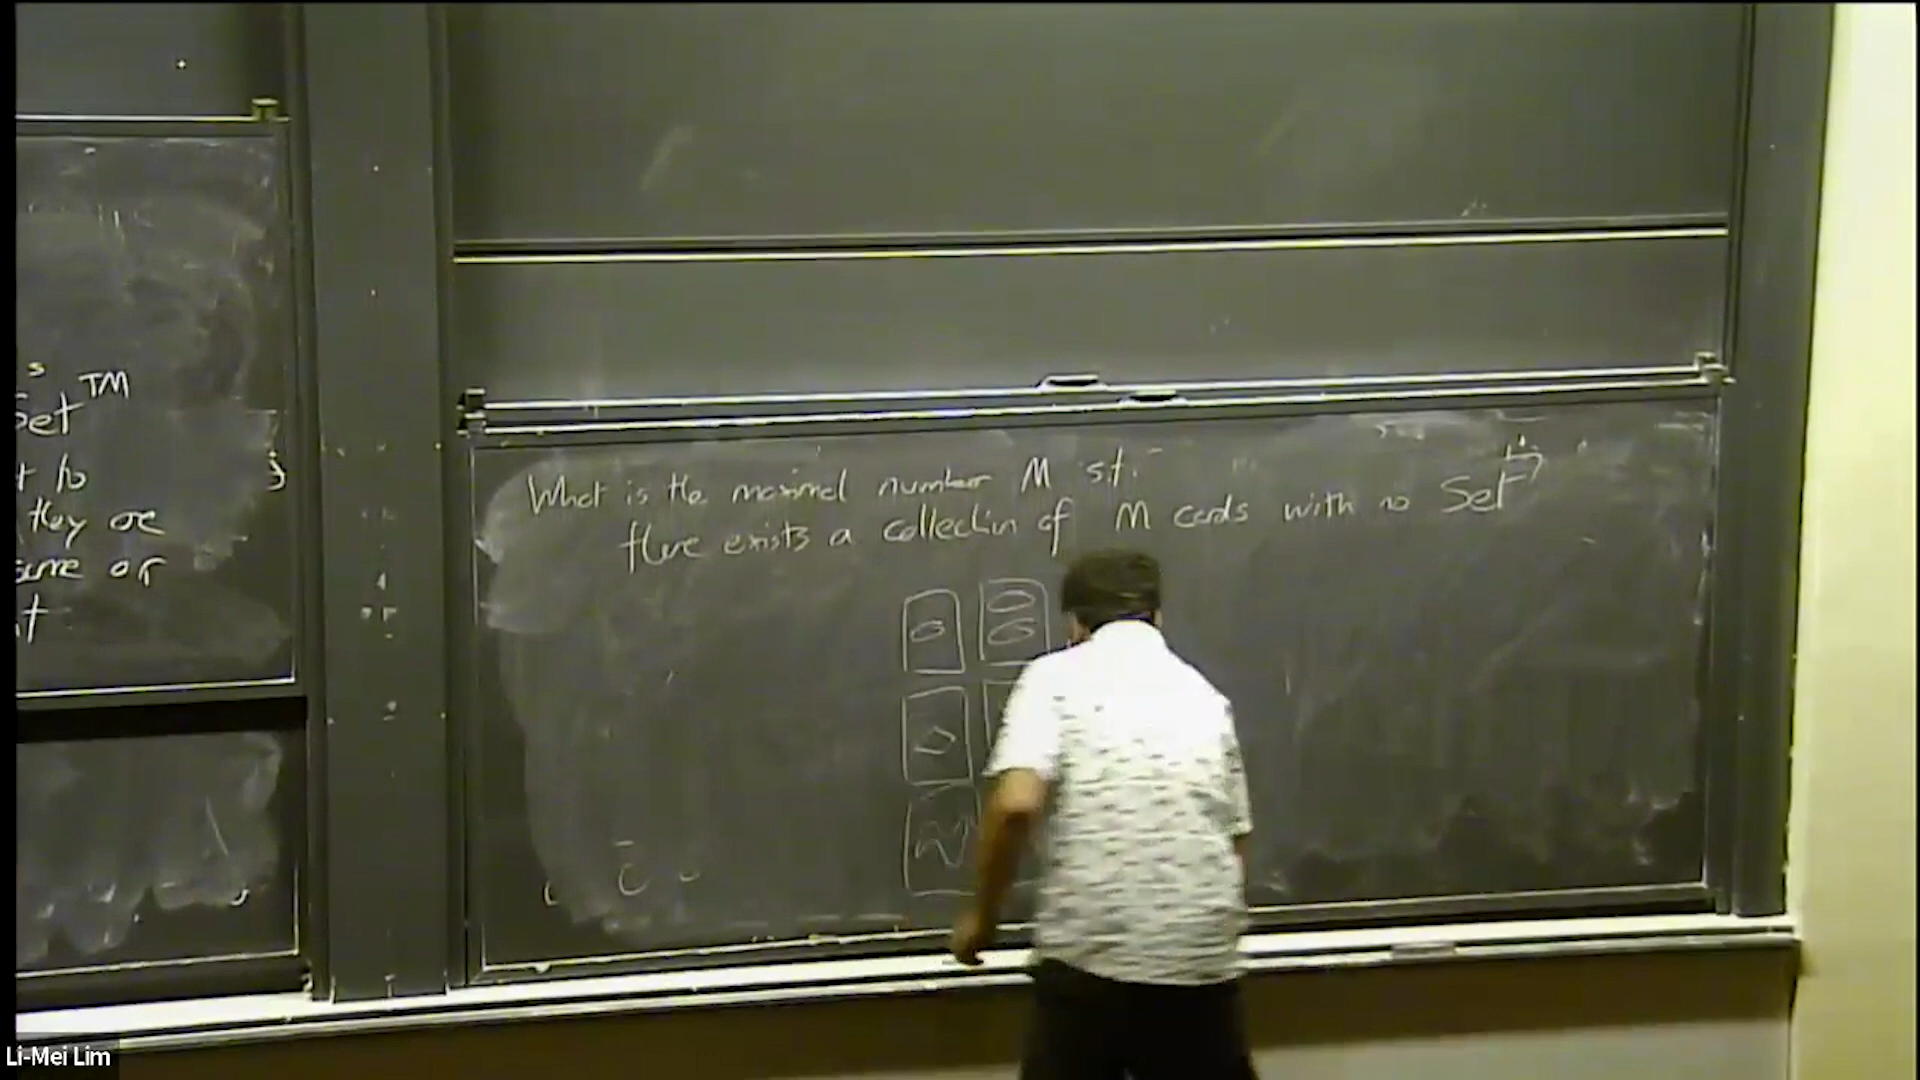 s
Set™
they are
same or
What is the maximal number M s.t.
there exists a collection of M cards with no Set
Li-Mei Lim